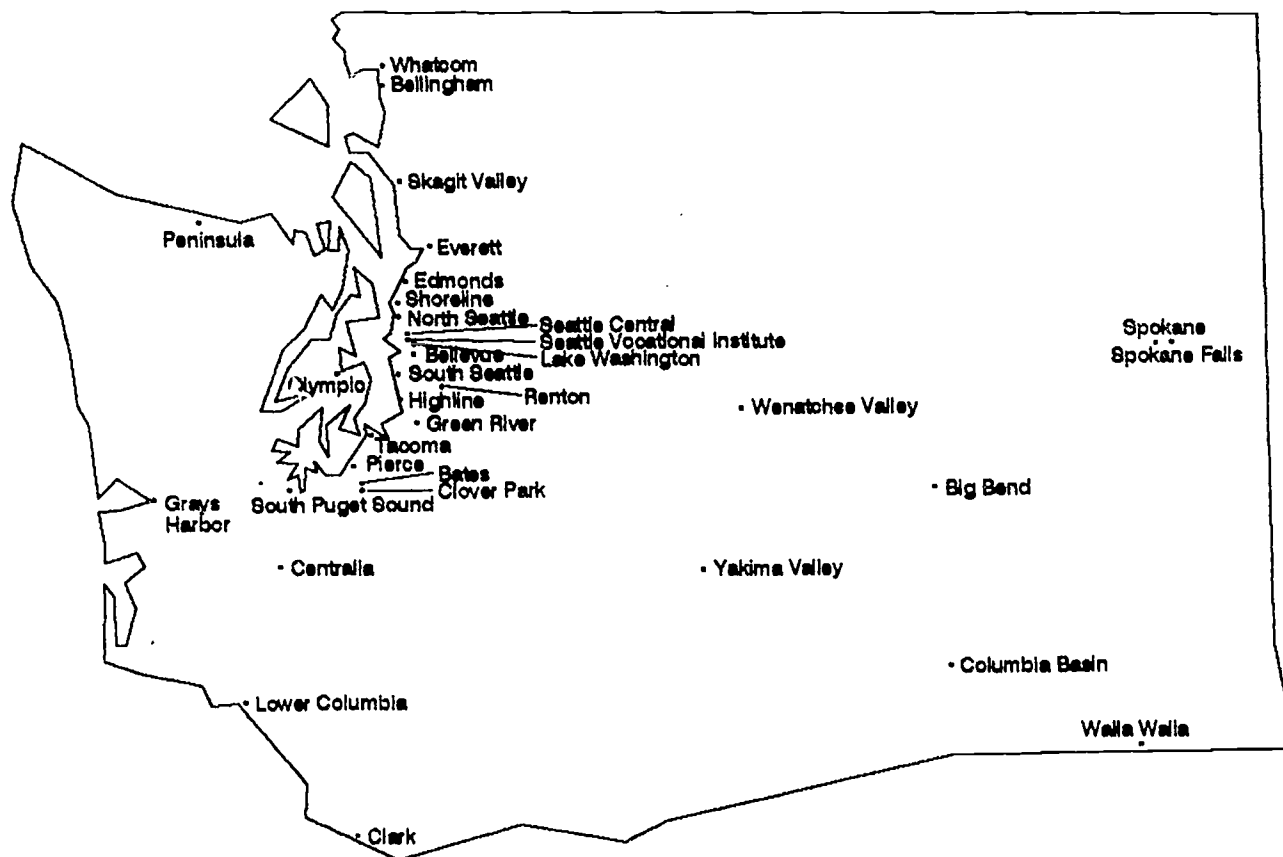 Whatcom
Bellingham
Skagit Valley
Peninsula
Everett
Edmonds
Shoreline
North Seattle
Seattle Central
Seattle Vocational Institute
Lake Washington
Bellevue
Spokane
Spokane Falls
South Seattle
Olympic
Renton
Highline
Wenatchee Valley
Green River
Tacoma
Pierce
Bates
Clover Park
Big Bend
South Puget Sound
Grays
Harbor
Centralia
Yakima Valley
Columbia Basin
Lower Columbia
Walla Walla
Clark